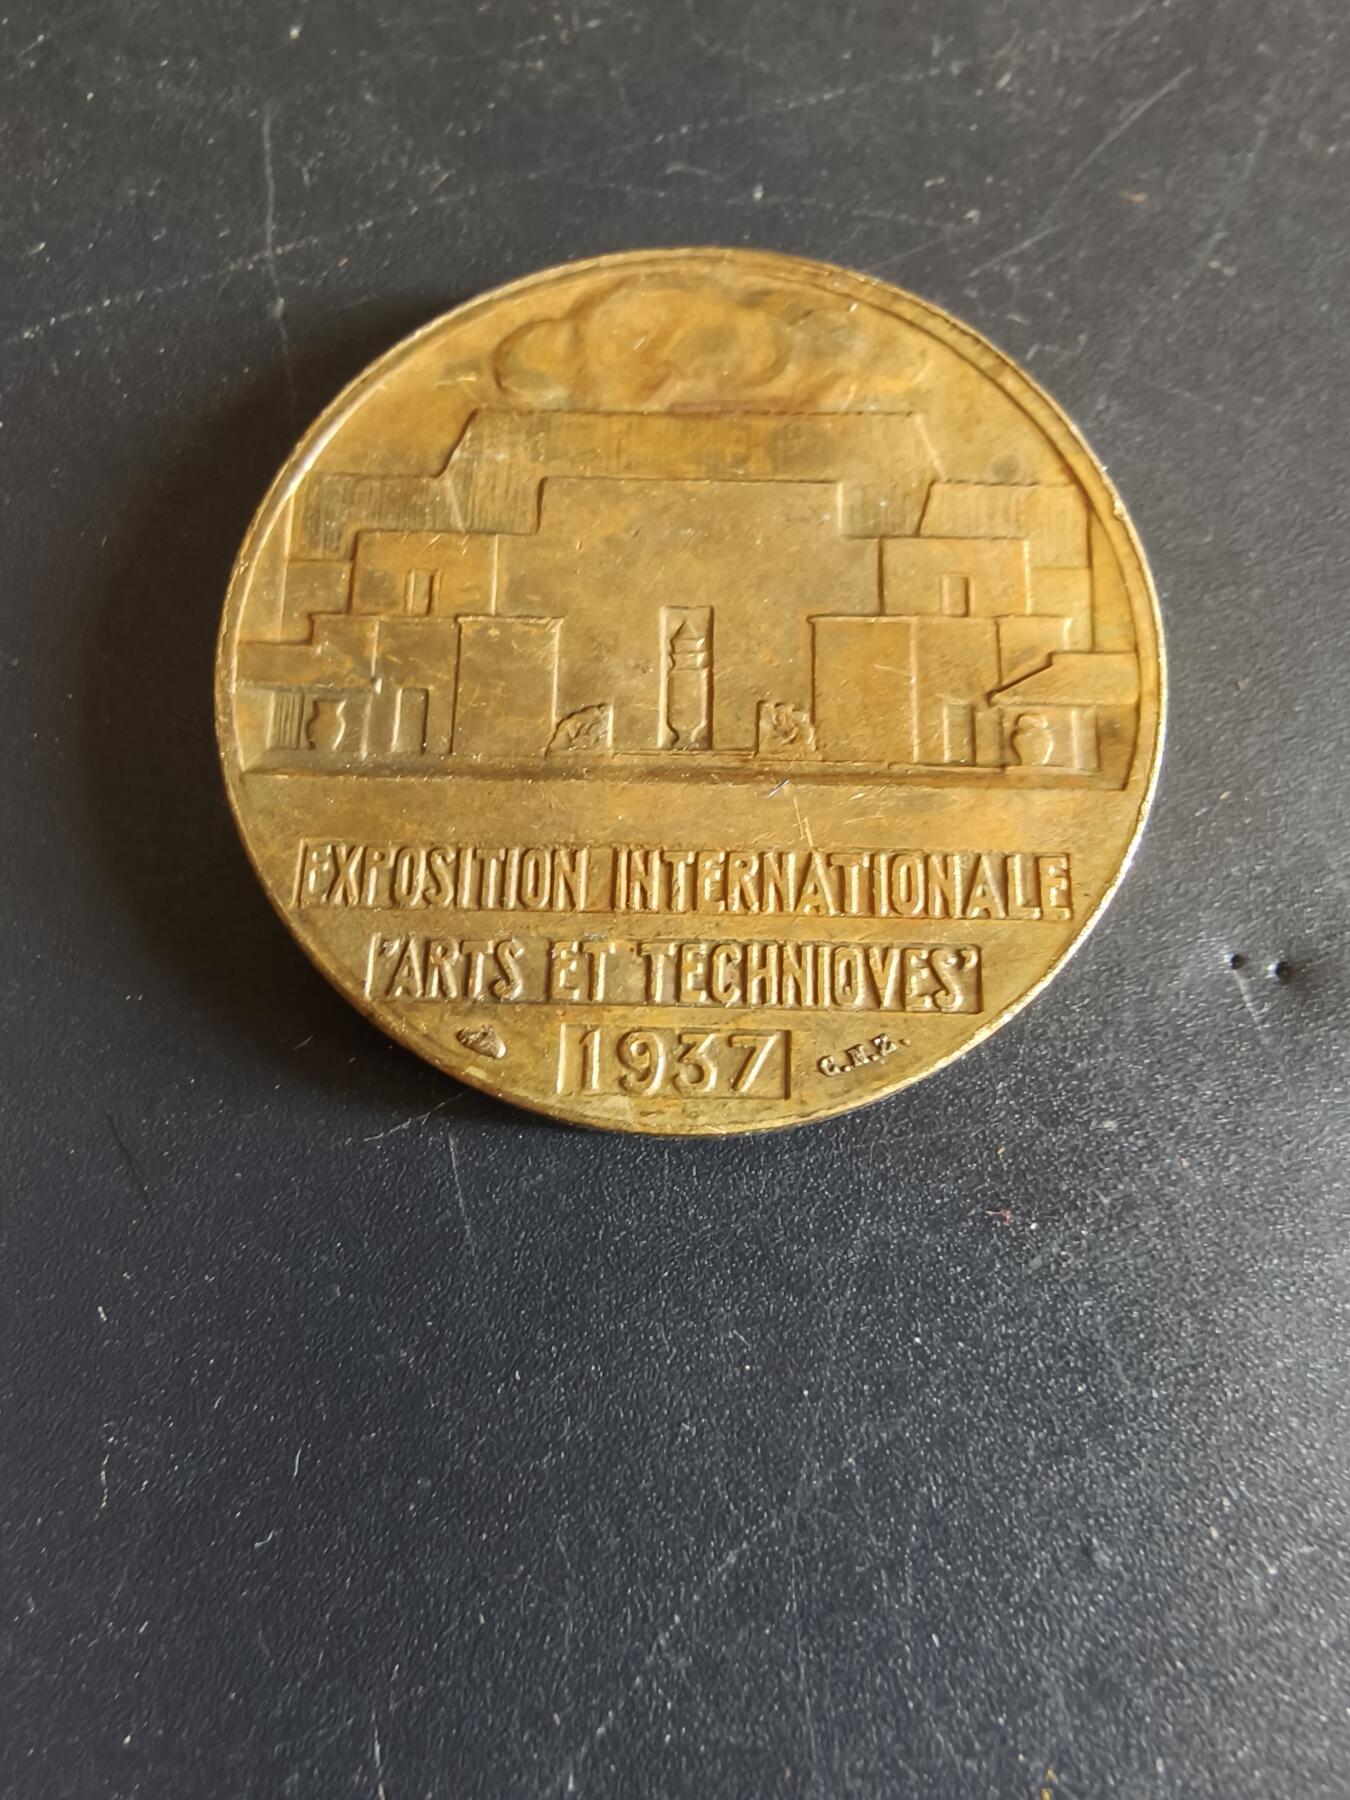 EXPOSITION INTERNATIONALE
"ARTS ET TECHNIQVES"
1937
G.N.Z.